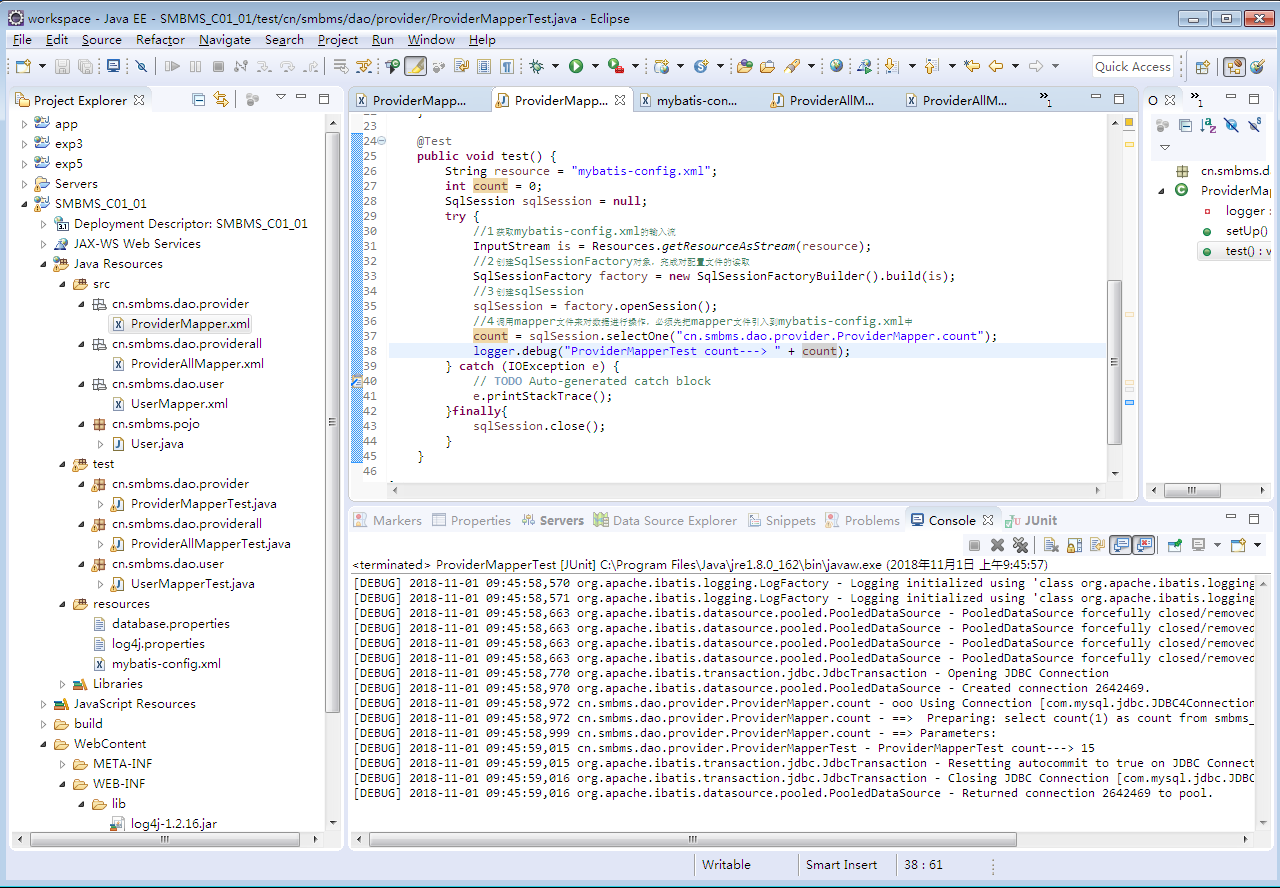 workspace - Java EE - SMBMS_C01_01/test/cn/smbms/dao/provider/ProviderMapperTest.java - Eclipse
File Edit Source Refactor Navigate Search Project Run Window Help
Quick Access
Project Explorer
app
exp3
exp5
Servers
SMBMS_C01_01
Deployment Descriptor: SMBMS_C01_01
JAX-WS Web Services
Java Resources
src
cn.smbms.dao.provider
ProviderMapper.xml
cn.smbms.dao.providerall
ProviderAllMapper.xml
cn.smbms.dao.user
UserMapper.xml
cn.smbms.pojo
User.java
test
cn.smbms.dao.provider
ProviderMapperTest.java
cn.smbms.dao.providerall
ProviderAllMapperTest.java
cn.smbms.dao.user
UserMapperTest.java
resources
database.properties
log4j.properties
mybatis-config.xml
Libraries
JavaScript Resources
build
WebContent
META-INF
WEB-INF
lib
log4j-1.2.16.jar
ProviderMapp... ProviderMapp... mybatis-con... ProviderAllM... ProviderAllM... »1
23
24 @Test
25 public void test() {
26 String resource = "mybatis-config.xml";
27 int count = 0;
28 SqlSession sqlSession = null;
29 try {
30 //1获取mybatis-config.xml的输入流
31 InputStream is = Resources.getResourceAsStream(resource);
32 //2创建SqlSessionFactory对象，完成对配置文件的读取
33 SqlSessionFactory factory = new SqlSessionFactoryBuilder().build(is);
34 //3创建sqlSession
35 sqlSession = factory.openSession();
36 //4调用mapper文件来对数据进行操作，必须先把mapper文件引入到mybatis-config.xml中
37 count = sqlSession.selectOne("cn.smbms.dao.provider.ProviderMapper.count");
38 logger.debug("ProviderMapperTest count---> " + count);
39 } catch (IOException e) {
40 // TODO Auto-generated catch block
41 e.printStackTrace();
42 }finally{
43 sqlSession.close();
44 }
45 }
46
O »1
cn.smbms.d
ProviderMa
logger :
setUp()
test() : v
Markers Properties Servers Data Source Explorer Snippets Problems Console JUnit
<terminated> ProviderMapperTest [JUnit] C:\Program Files\Java\jre1.8.0_162\bin\javaw.exe (2018年11月1日 上午9:45:57)
[DEBUG] 2018-11-01 09:45:58,570 org.apache.ibatis.logging.LogFactory - Logging initialized using 'class org.apache.ibatis.logging
[DEBUG] 2018-11-01 09:45:58,571 org.apache.ibatis.logging.LogFactory - Logging initialized using 'class org.apache.ibatis.logging
[DEBUG] 2018-11-01 09:45:58,663 org.apache.ibatis.datasource.pooled.PooledDataSource - PooledDataSource forcefully closed/removed
[DEBUG] 2018-11-01 09:45:58,663 org.apache.ibatis.datasource.pooled.PooledDataSource - PooledDataSource forcefully closed/removed
[DEBUG] 2018-11-01 09:45:58,663 org.apache.ibatis.datasource.pooled.PooledDataSource - PooledDataSource forcefully closed/removed
[DEBUG] 2018-11-01 09:45:58,663 org.apache.ibatis.datasource.pooled.PooledDataSource - PooledDataSource forcefully closed/removed
[DEBUG] 2018-11-01 09:45:58,770 org.apache.ibatis.transaction.jdbc.JdbcTransaction - Opening JDBC Connection
[DEBUG] 2018-11-01 09:45:58,970 org.apache.ibatis.datasource.pooled.PooledDataSource - Created connection 2642469.
[DEBUG] 2018-11-01 09:45:58,972 cn.smbms.dao.provider.ProviderMapper.count - ooo Using Connection [com.mysql.jdbc.JDBC4Connection
[DEBUG] 2018-11-01 09:45:58,972 cn.smbms.dao.provider.ProviderMapper.count - ==>  Preparing: select count(1) as count from smbms_
[DEBUG] 2018-11-01 09:45:58,999 cn.smbms.dao.provider.ProviderMapper.count - ==> Parameters:
[DEBUG] 2018-11-01 09:45:59,015 cn.smbms.dao.provider.ProviderMapperTest - ProviderMapperTest count---> 15
[DEBUG] 2018-11-01 09:45:59,015 org.apache.ibatis.transaction.jdbc.JdbcTransaction - Resetting autocommit to true on JDBC Connect
[DEBUG] 2018-11-01 09:45:59,016 org.apache.ibatis.transaction.jdbc.JdbcTransaction - Closing JDBC Connection [com.mysql.jdbc.JDBC
[DEBUG] 2018-11-01 09:45:59,016 org.apache.ibatis.datasource.pooled.PooledDataSource - Returned connection 2642469 to pool.
Writable Smart Insert 38 : 61